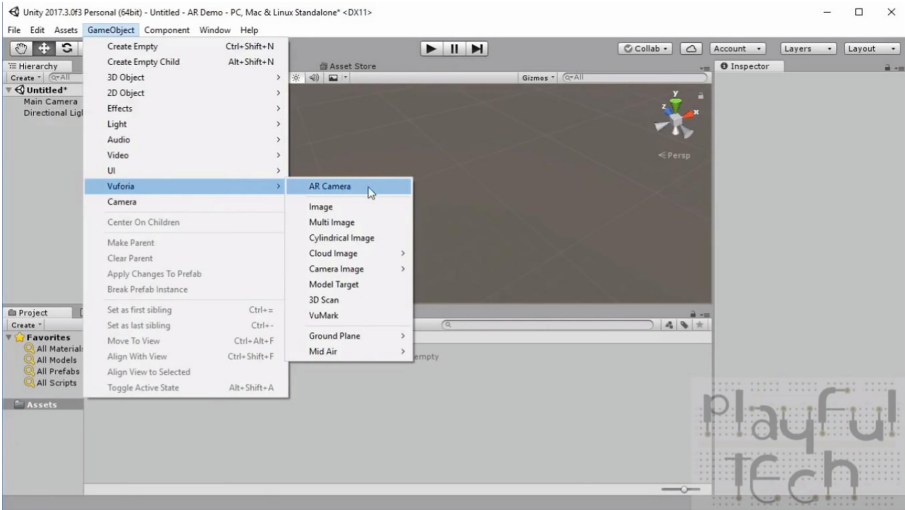 Unity 2017.3.0f3 Personal (64bit) - Untitled - AR Demo - PC, Mac & Linux Standalone* <DX11>
File Edit Assets GameObject Component Window Help
Collab Account Layers Layout
Hierarchy
Create All
Untitled*
Main Camera
Directional Lig
Create Empty Ctrl+Shift+N
Create Empty Child Alt+Shift+N
3D Object
2D Object
Effects
Light
Audio
Video
UI
Vuforia
Camera
Center On Children
Make Parent
Clear Parent
Apply Changes To Prefab
Break Prefab Instance
Set as first sibling Ctrl+=
Set as last sibling Ctrl+-
Move To View Ctrl+Alt+F
Align With View Ctrl+Shift+F
Align View to Selected
Toggle Active State Alt+Shift+A
AR Camera
Image
Multi Image
Cylindrical Image
Cloud Image
Camera Image
Model Target
3D Scan
VuMark
Ground Plane
Mid Air
Asset Store
Gizmos All
y
z x
Persp
Inspector
Project
Create
Favorites
All Material
All Models
All Prefabs
All Scripts
Assets
empty
playful
tech